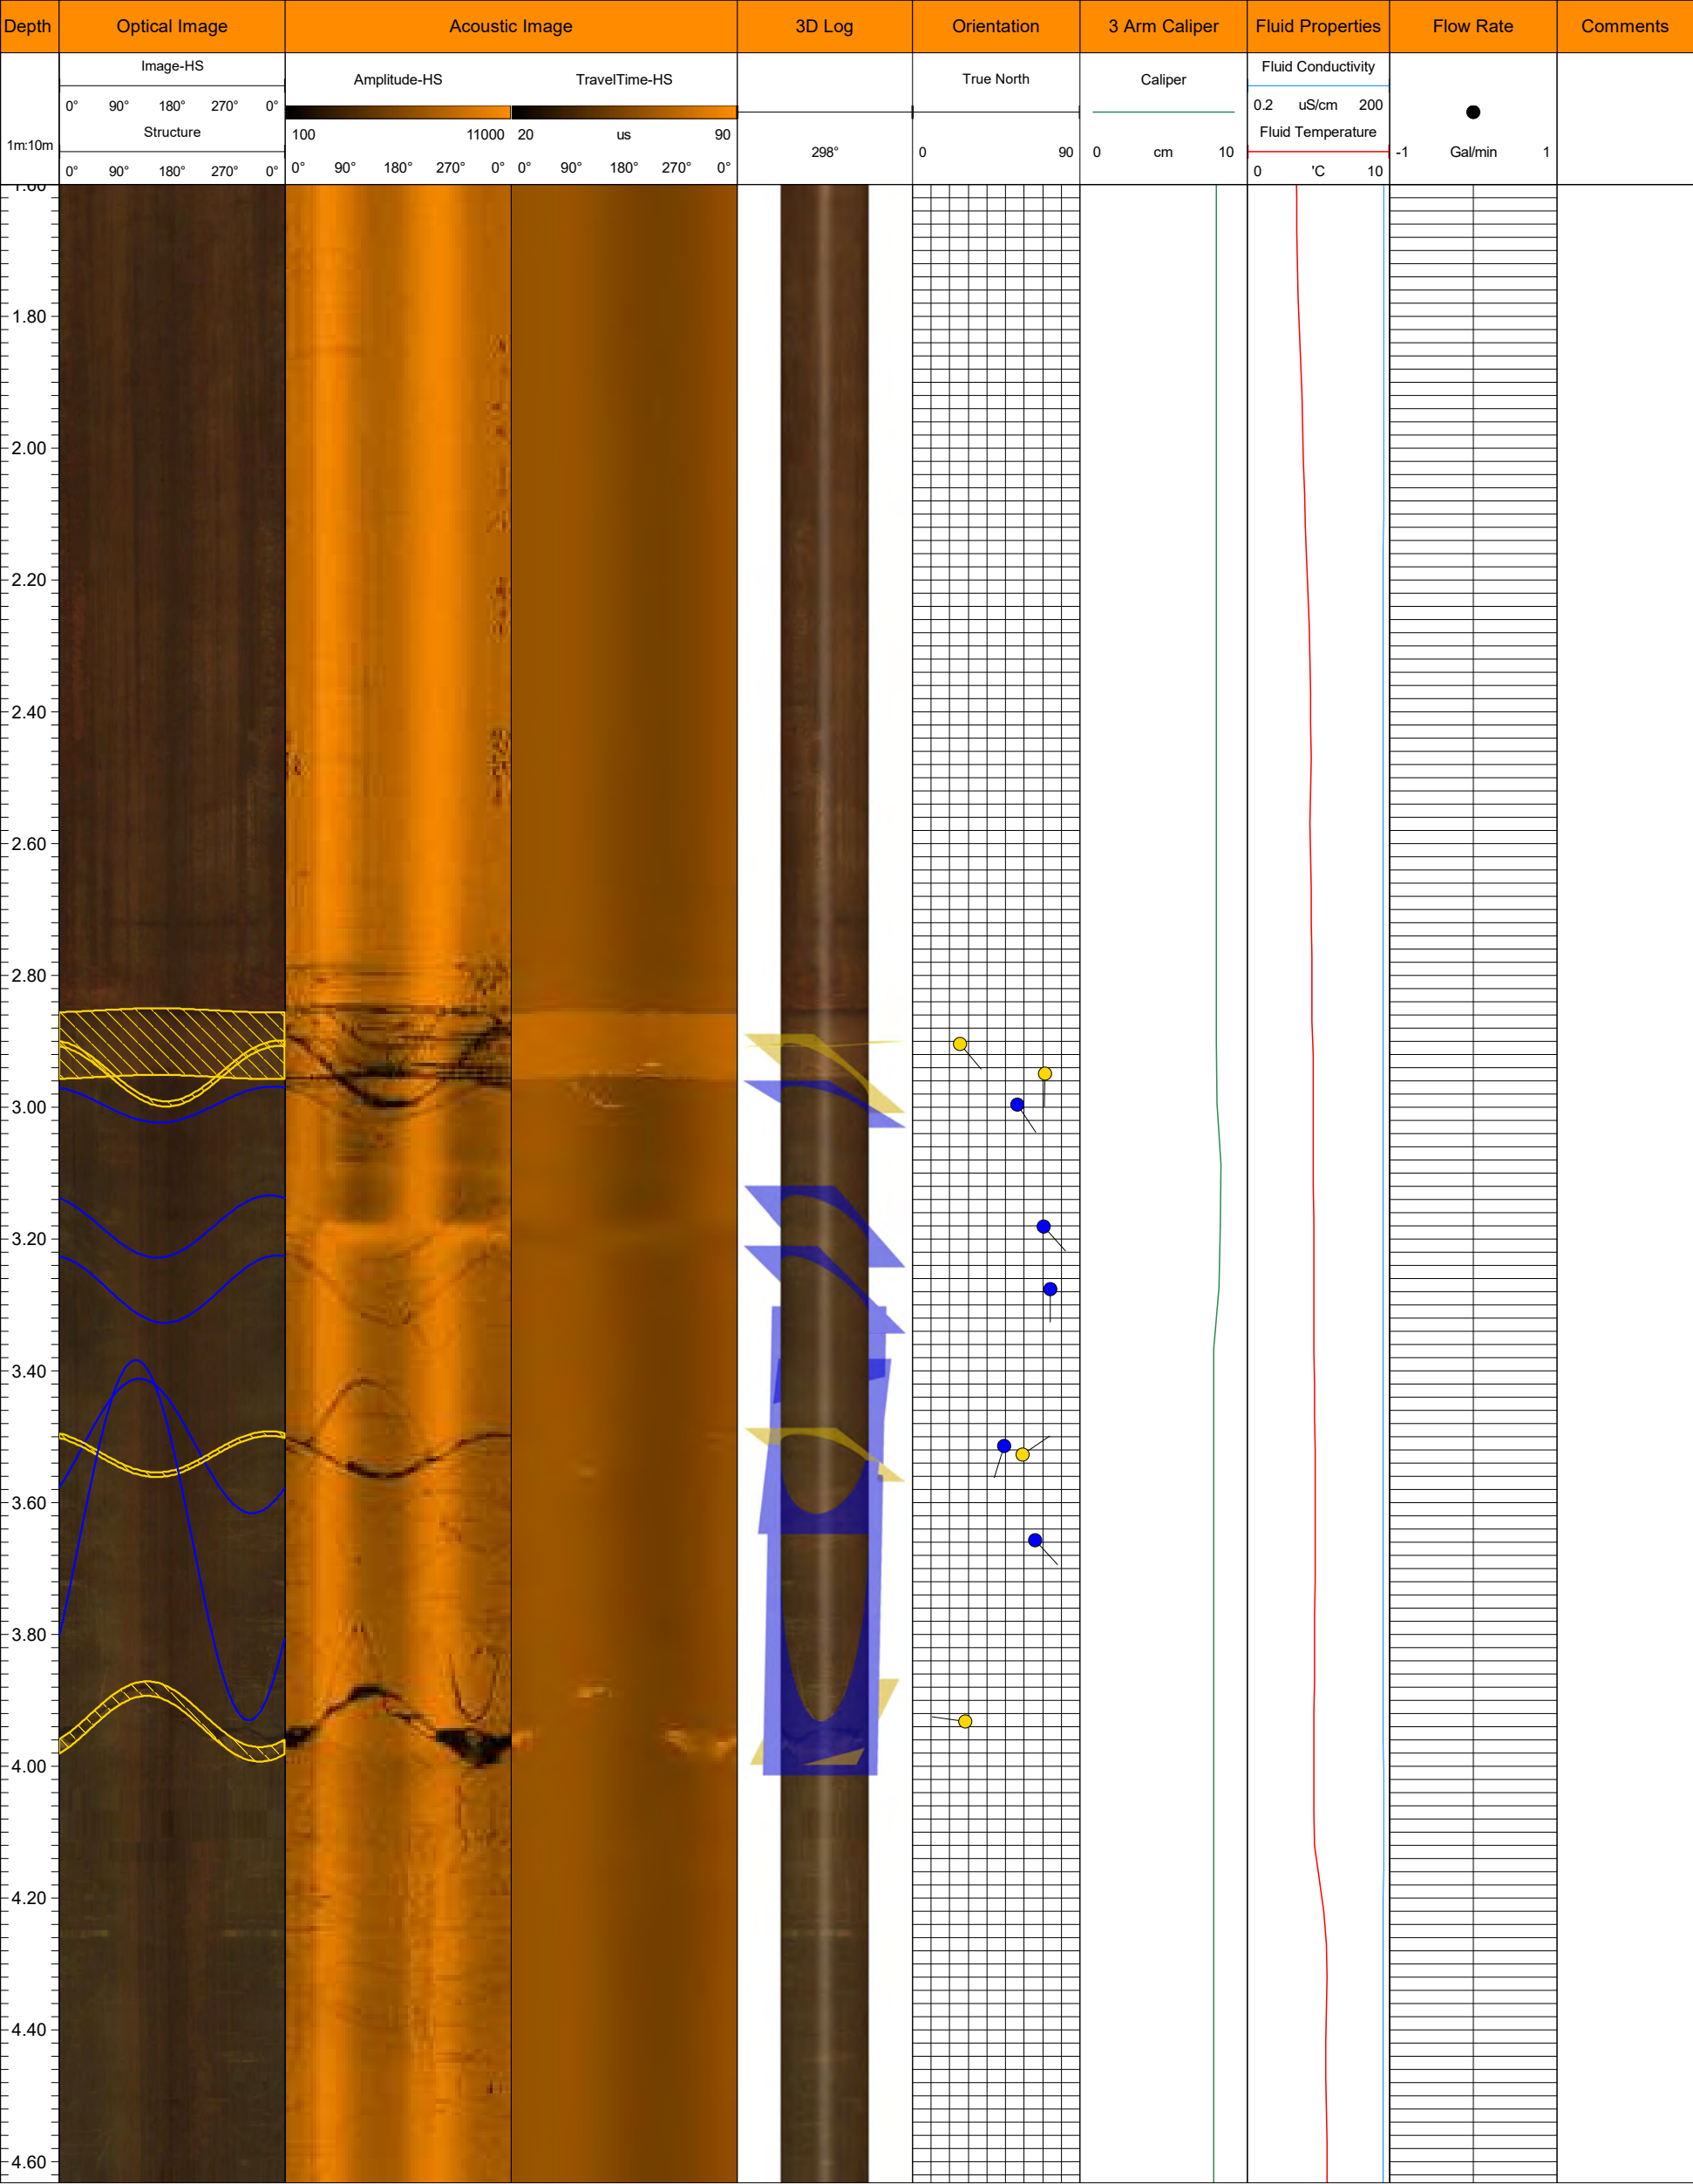 Depth Optical Image Acoustic Image 3D Log Orientation 3 Arm Caliper Fluid Properties Flow Rate Comments
Image-HS Amplitude-HS TravelTime-HS True North Caliper Fluid Conductivity
0° 90° 180° 270° 0° 0.2 uS/cm 200
Structure 100 11000 20 us 90 Fluid Temperature
1m:10m 298° 0 90 0 cm 10 -1 Gal/min 1
0° 90° 180° 270° 0° 0° 90° 180° 270° 0° 0° 90° 180° 270° 0° 0 'C 10
1.60
1.80
2.00
2.20
2.40
2.60
2.80
3.00
3.20
3.40
3.60
3.80
4.00
4.20
4.40
4.60